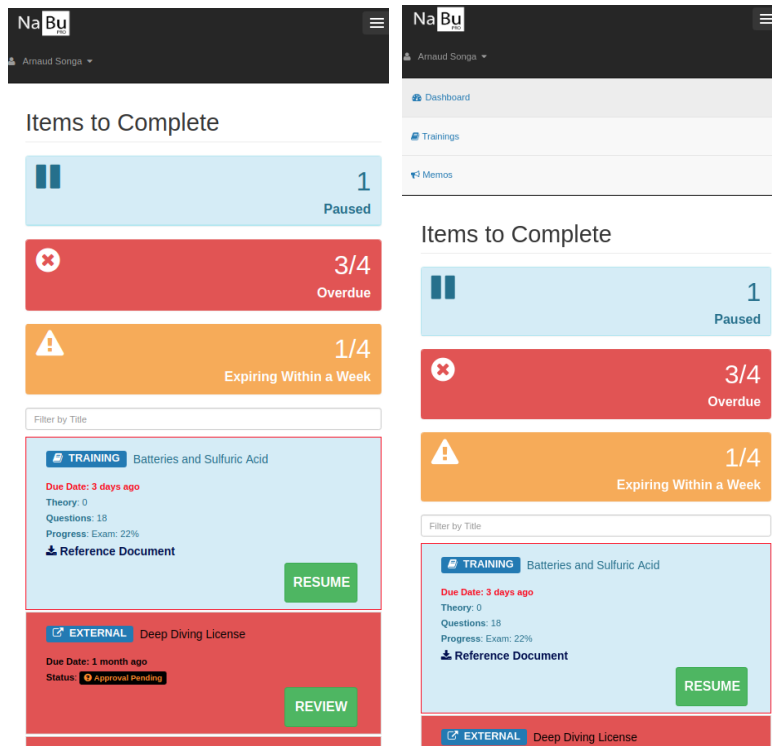 Na Bu
PRO
Arnaud Songa
Items to Complete
1
Paused
3/4
Overdue
1/4
Expiring Within a Week
Filter by Title
TRAINING Batteries and Sulfuric Acid
Due Date: 3 days ago
Theory: 0
Questions: 18
Progress: Exam: 22%
Reference Document
RESUME
EXTERNAL Deep Diving License
Due Date: 1 month ago
Status: Approval Pending
REVIEW
Na Bu
PRO
Arnaud Songa
Dashboard
Trainings
Memos
Items to Complete
1
Paused
3/4
Overdue
1/4
Expiring Within a Week
Filter by Title
TRAINING Batteries and Sulfuric Acid
Due Date: 3 days ago
Theory: 0
Questions: 18
Progress: Exam: 22%
Reference Document
RESUME
EXTERNAL Deep Diving License